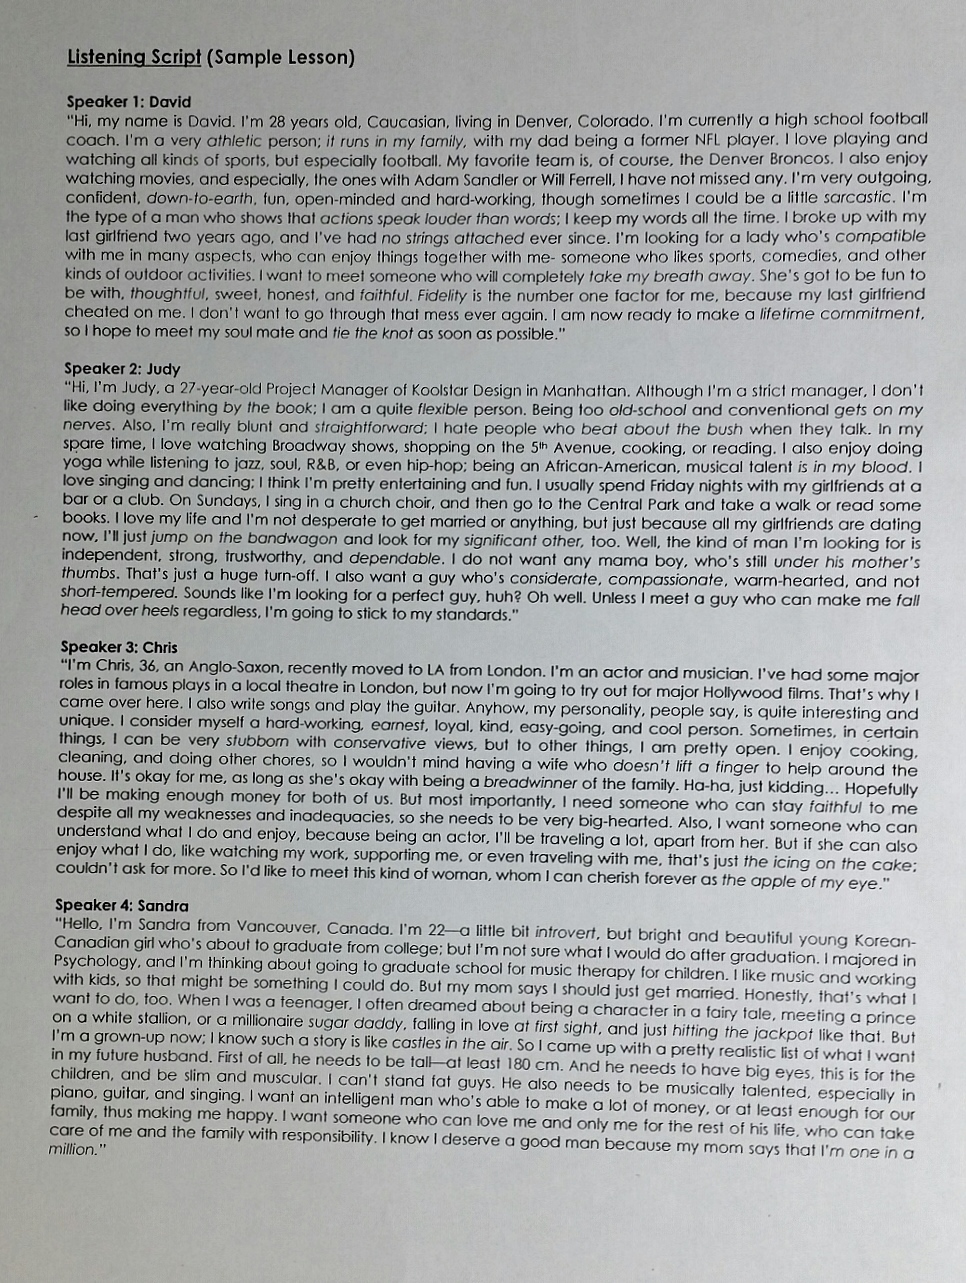 Listening Script (Sample Lesson)
Speaker 1: David
"Hi, my name is David. I'm 28 years old, Caucasian, living in Denver, Colorado. I'm currently a high school football
coach. I'm a very athletic person; it runs in my family, with my dad being a former NFL player. I love playing and
watching all kinds of sports, but especially football. My favorite team is, of course, the Denver Broncos. I also enjoy
watching movies, and especially, the ones with Adam Sandler or Will Ferrell, I have not missed any. I'm very outgoing,
confident, down-to-earth, fun, open-minded and hard-working, though sometimes I could be a little sarcastic. I'm
the type of a man who shows that actions speak louder than words; I keep my words all the time. I broke up with my
last girlfriend two years ago, and I've had no strings attached ever since. I'm looking for a lady who's compatible
with me in many aspects, who can enjoy things together with me- someone who likes sports, comedies, and other
kinds of outdoor activities. I want to meet someone who will completely take my breath away. She's got to be fun to
be with, thoughtful, sweet, honest, and faithful. Fidelity is the number one factor for me, because my last girlfriend
cheated on me. I don't want to go through that mess ever again. I am now ready to make a lifetime commitment,
so I hope to meet my soul mate and tie the knot as soon as possible."
Speaker 2: Judy
"Hi, I'm Judy, a 27-year-old Project Manager of Koolstar Design in Manhattan. Although I'm a strict manager, I don't
like doing everything by the book; I am a quite flexible person. Being too old-school and conventional gets on my
nerves. Also, I'm really blunt and straightforward; I hate people who beat about the bush when they talk. In my
spare time, I love watching Broadway shows, shopping on the 5th Avenue, cooking, or reading. I also enjoy doing
yoga while listening to jazz, soul, R&B, or even hip-hop; being an African-American, musical talent is in my blood. I
love singing and dancing; I think I'm pretty entertaining and fun. I usually spend Friday nights with my girlfriends at a
bar or a club. On Sundays, I sing in a church choir, and then go to the Central Park and take a walk or read some
books. I love my life and I'm not desperate to get married or anything, but just because all my girlfriends are dating
now, I'll just jump on the bandwagon and look for my significant other, too. Well, the kind of man I'm looking for is
independent, strong, trustworthy, and dependable. I do not want any mama boy, who's still under his mother's
thumbs. That's just a huge turn-off. I also want a guy who's considerate, compassionate, warm-hearted, and not
short-tempered. Sounds like I'm looking for a perfect guy, huh? Oh well. Unless I meet a guy who can make me fall
head over heels regardless, I'm going to stick to my standards."
Speaker 3: Chris
"I'm Chris, 36, an Anglo-Saxon, recently moved to LA from London. I'm an actor and musician. I've had some major
roles in famous plays in a local theatre in London, but now I'm going to try out for major Hollywood films. That's why I
came over here. I also write songs and play the guitar. Anyhow, my personality, people say, is quite interesting and
unique. I consider myself a hard-working, earnest, loyal, kind, easy-going, and cool person. Sometimes, in certain
things, I can be very stubborn with conservative views, but to other things, I am pretty open. I enjoy cooking,
cleaning, and doing other chores, so I wouldn't mind having a wife who doesn't lift a finger to help around the
house. It's okay for me, as long as she's okay with being a breadwinner of the family. Ha-ha, just kidding... Hopefully
I'll be making enough money for both of us. But most importantly, I need someone who can stay faithful to me
despite all my weaknesses and inadequacies, so she needs to be very big-hearted. Also, I want someone who can
understand what I do and enjoy, because being an actor, I'll be traveling a lot, apart from her. But if she can also
enjoy what I do, like watching my work, supporting me, or even traveling with me, that's just the icing on the cake;
couldn't ask for more. So I'd like to meet this kind of woman, whom I can cherish forever as the apple of my eye."
Speaker 4: Sandra
"Hello, I'm Sandra from Vancouver, Canada. I'm 22—a little bit introvert, but bright and beautiful young Korean-
Canadian girl who's about to graduate from college; but I'm not sure what I would do after graduation. I majored in
Psychology, and I'm thinking about going to graduate school for music therapy for children. I like music and working
with kids, so that might be something I could do. But my mom says I should just get married. Honestly, that's what I
want to do, too. When I was a teenager, I often dreamed about being a character in a fairy tale, meeting a prince
on a white stallion, or a millionaire sugar daddy, falling in love at first sight, and just hitting the jackpot like that. But
I'm a grown-up now; I know such a story is like castles in the air. So I came up with a pretty realistic list of what I want
in my future husband. First of all, he needs to be tall—at least 180 cm. And he needs to have big eyes, this is for the
children, and be slim and muscular. I can't stand fat guys. He also needs to be musically talented, especially in
piano, guitar, and singing. I want an intelligent man who's able to make a lot of money, or at least enough for our
family, thus making me happy. I want someone who can love me and only me for the rest of his life, who can take
care of me and the family with responsibility. I know I deserve a good man because my mom says that I'm one in a
million."